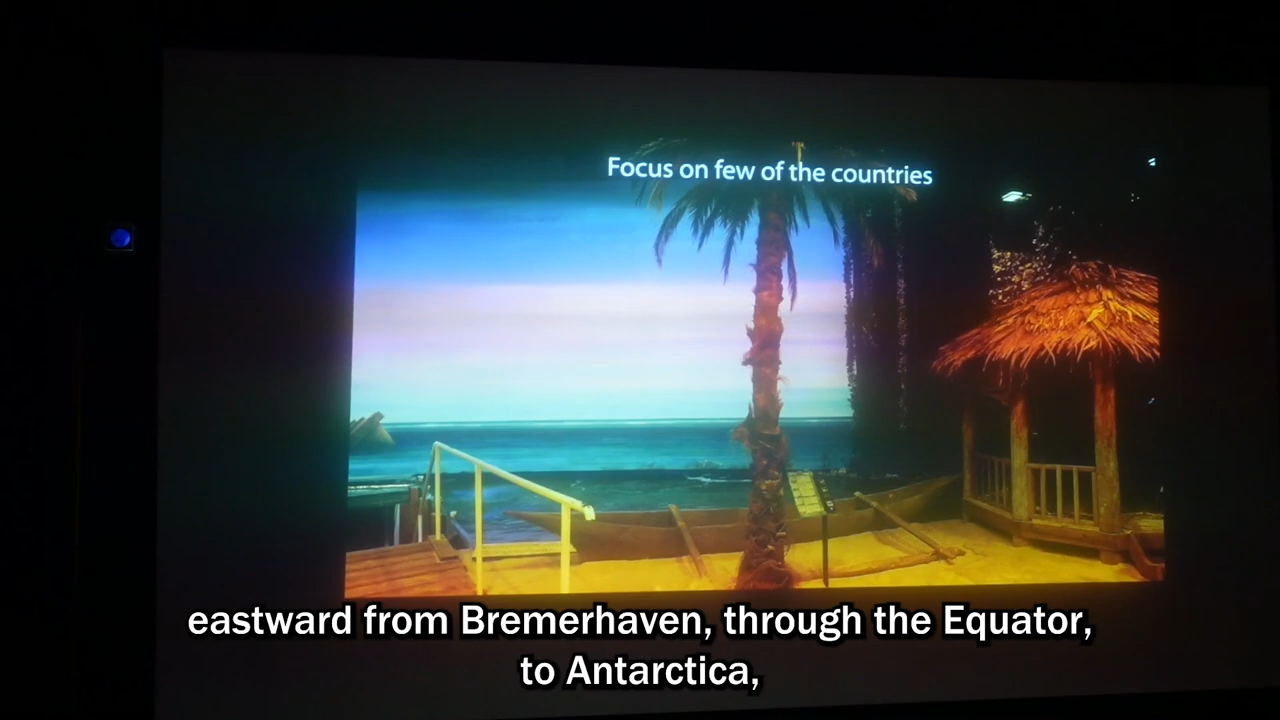 Focus on few of the countries
eastward from Bremerhaven, through the Equator,
to Antarctica,